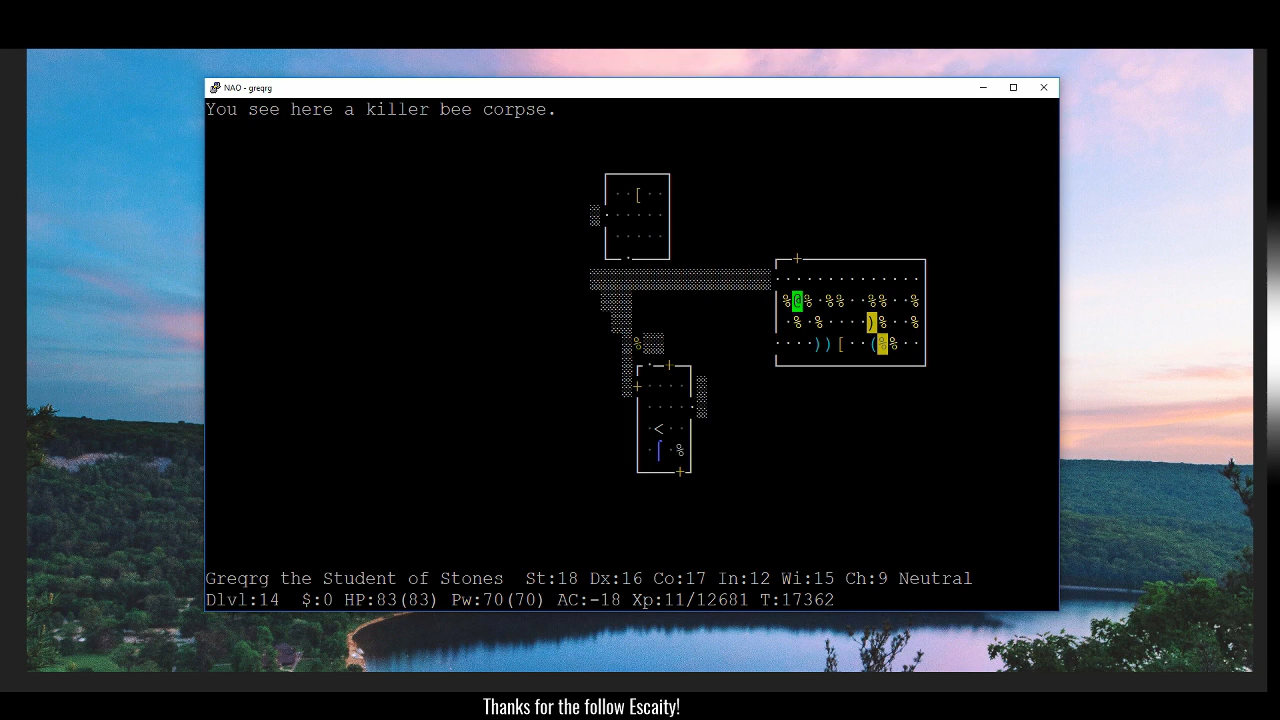 NAO - greqrg
You see here a killer bee corpse.
Greqrg the Student of Stones St:18 Dx:16 Co:17 In:12 Wi:15 Ch:9 Neutral
Dlvl:14 $:0 HP:83(83) Pw:70(70) AC:-18 Xp:11/12681 T:17362
Thanks for the follow Escaity!